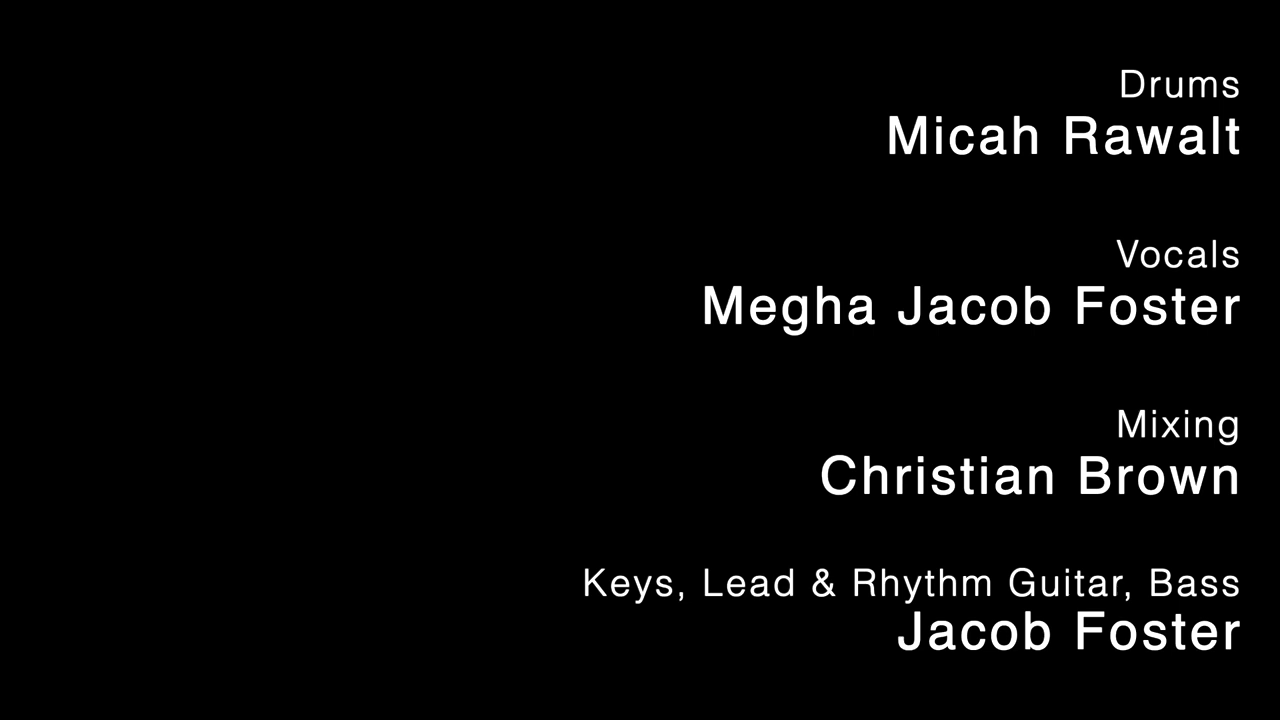 Drums
Micah Rawalt
Vocals
Megha Jacob Foster
Mixing
Christian Brown
Keys, Lead & Rhythm Guitar, Bass
Jacob Foster